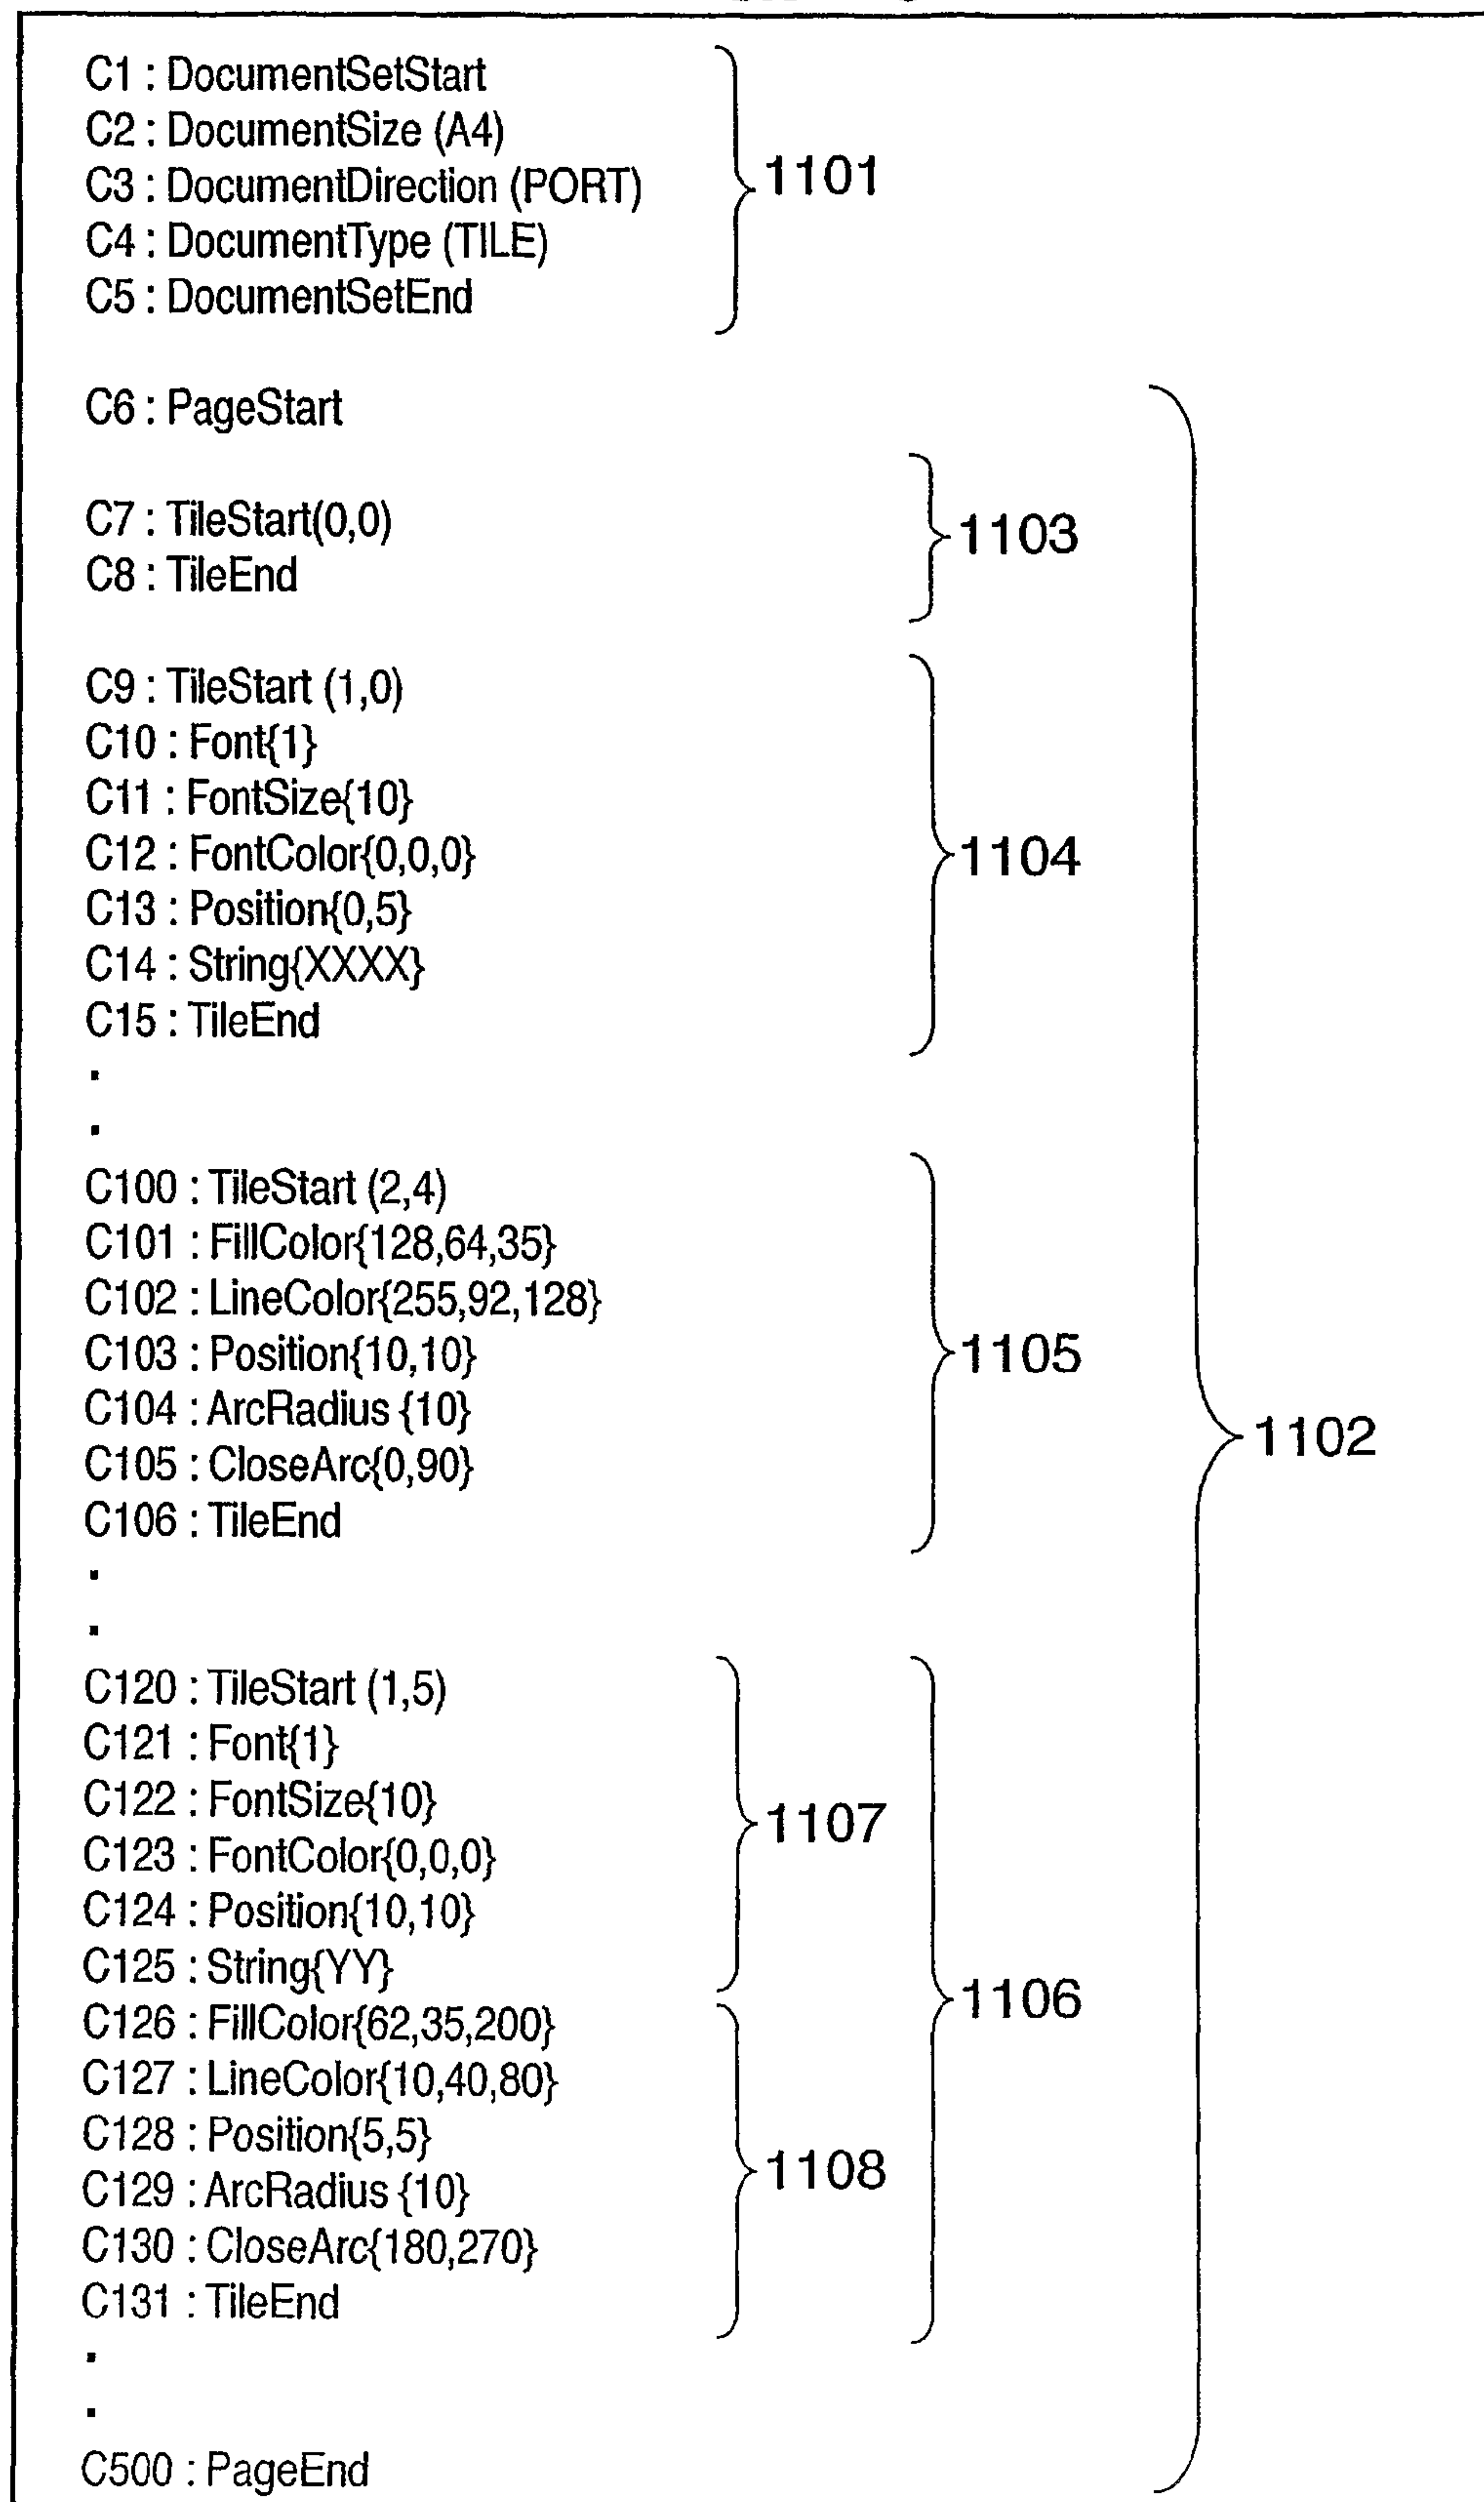 C1 : DocumentSetStart
C2 : DocumentSize (A4)
C3 : DocumentDirection (PORT)
C4 : DocumentType (TILE)
C5 : DocumentSetEnd
1101
C6 : PageStart
C7 : TileStart(0,0)
C8 : TileEnd
1103
C9 : TileStart (1,0)
C10 : Font{1}
C11 : FontSize{10}
C12 : FontColor{0,0,0}
C13 : Position{0,5}
C14 : String{XXXX}
C15 : TileEnd
1104
.
.
C100 : TileStart (2,4)
C101 : FillColor{128,64,35}
C102 : LineColor{255,92,128}
C103 : Position{10,10}
C104 : ArcRadius {10}
C105 : CloseArc{0,90}
C106 : TileEnd
1105
1102
.
.
C120 : TileStart (1,5)
C121 : Font{1}
C122 : FontSize{10}
C123 : FontColor{0,0,0}
C124 : Position{10,10}
C125 : String{YY}
1107
C126 : FillColor{62,35,200}
C127 : LineColor{10,40,80}
C128 : Position{5,5}
C129 : ArcRadius {10}
C130 : CloseArc{180,270}
C131 : TileEnd
1108
1106
.
.
C500 : PageEnd